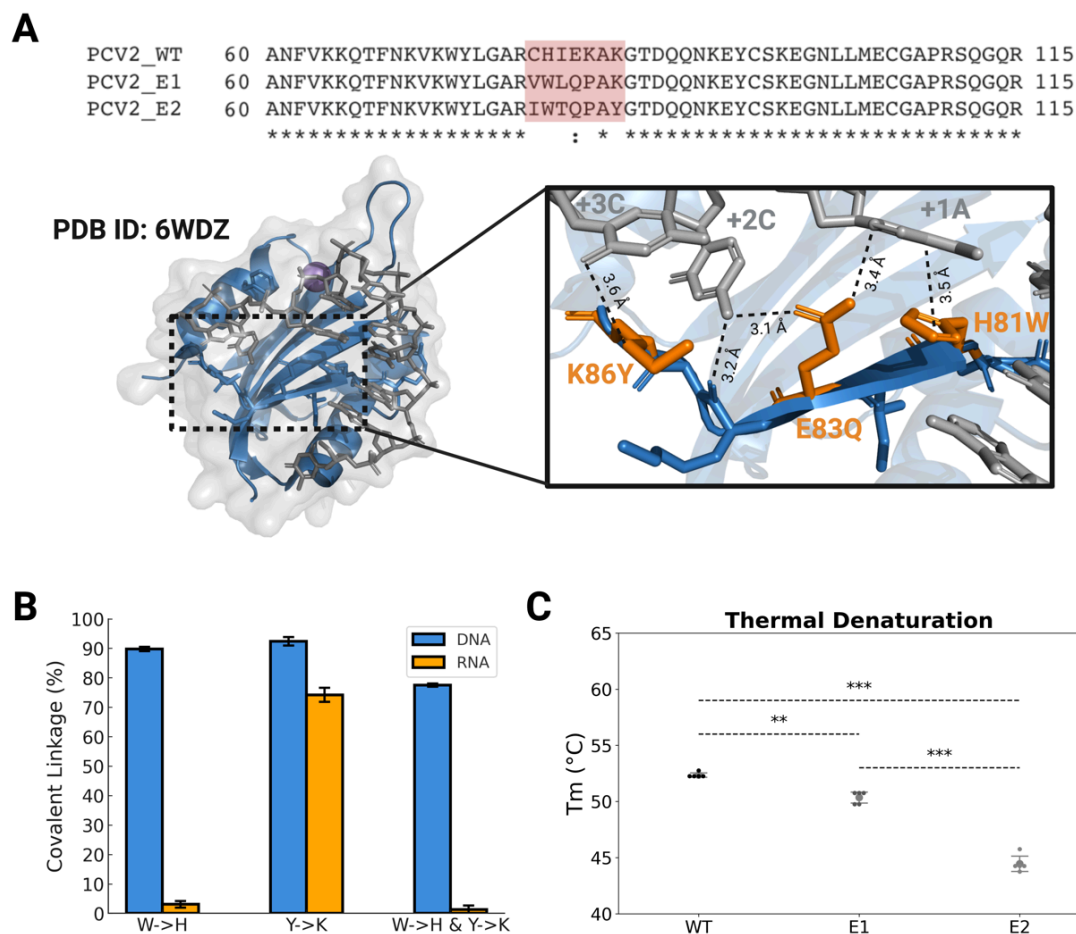 A
PCV2_WT 60 ANFVKKQTFNKVKWYLGARCHIEKAKGTDQQNKEYCSKEGNLLMECGAPRSQGQR 115
PCV2_E1 60 ANFVKKQTFNKVKWYLGARVWLQPAKGTDQQNKEYCSKEGNLLMECGAPRSQGQR 115
PCV2_E2 60 ANFVKKQTFNKVKWYLGARIWTQPAYGTDQQNKEYCSKEGNLLMECGAPRSQGQR 115
******************* : * *****************************
PDB ID: 6WDZ
+3C
+2C
+1A
3.6 Å
3.2 Å
3.1 Å
3.4 Å
3.5 Å
K86Y
E83Q
H81W
B
Covalent Linkage (%)
100
90
80
70
60
50
40
30
20
10
0
DNA
RNA
W->H
Y->K
W->H & Y->K
C
Thermal Denaturation
Tm (°C)
65
60
55
50
45
40
***
**
***
WT
E1
E2